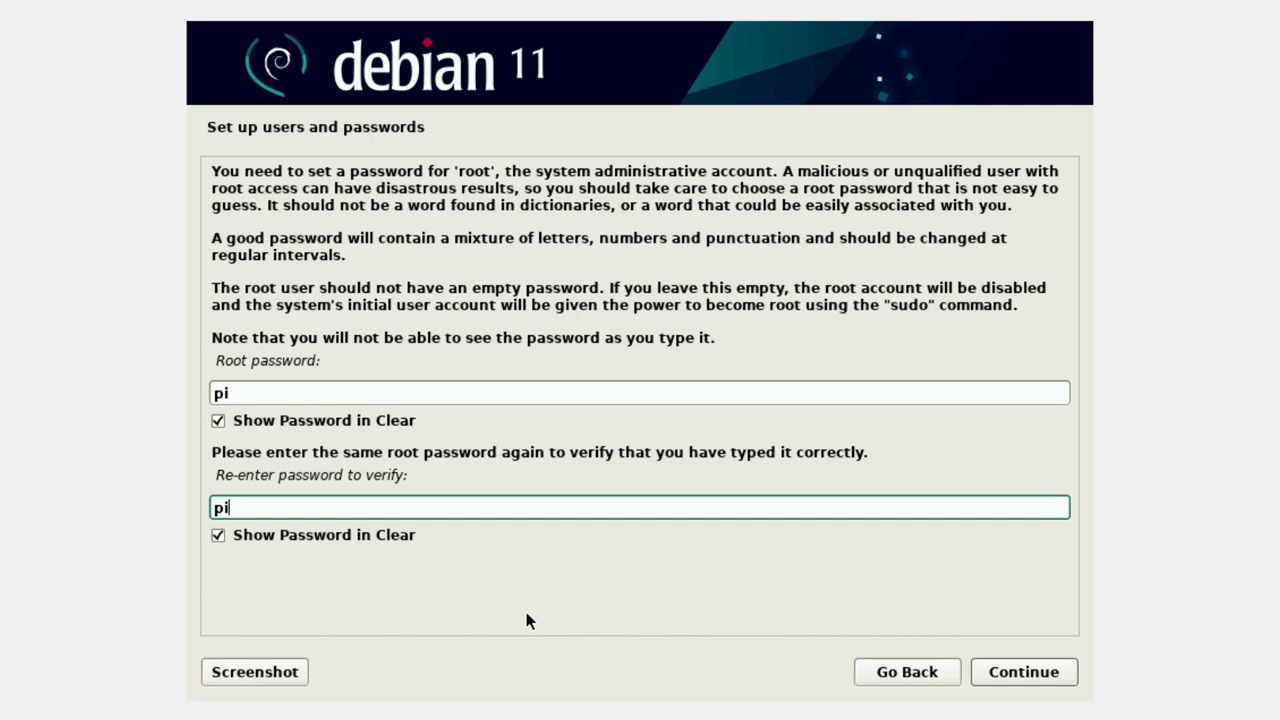 debian 11
Set up users and passwords
You need to set a password for 'root', the system administrative account. A malicious or unqualified user with
root access can have disastrous results, so you should take care to choose a root password that is not easy to
guess. It should not be a word found in dictionaries, or a word that could be easily associated with you.
A good password will contain a mixture of letters, numbers and punctuation and should be changed at
regular intervals.
The root user should not have an empty password. If you leave this empty, the root account will be disabled
and the system's initial user account will be given the power to become root using the "sudo" command.
Note that you will not be able to see the password as you type it.
Root password:
pi
Show Password in Clear
Please enter the same root password again to verify that you have typed it correctly.
Re-enter password to verify:
pi
Show Password in Clear
Screenshot
Go Back
Continue